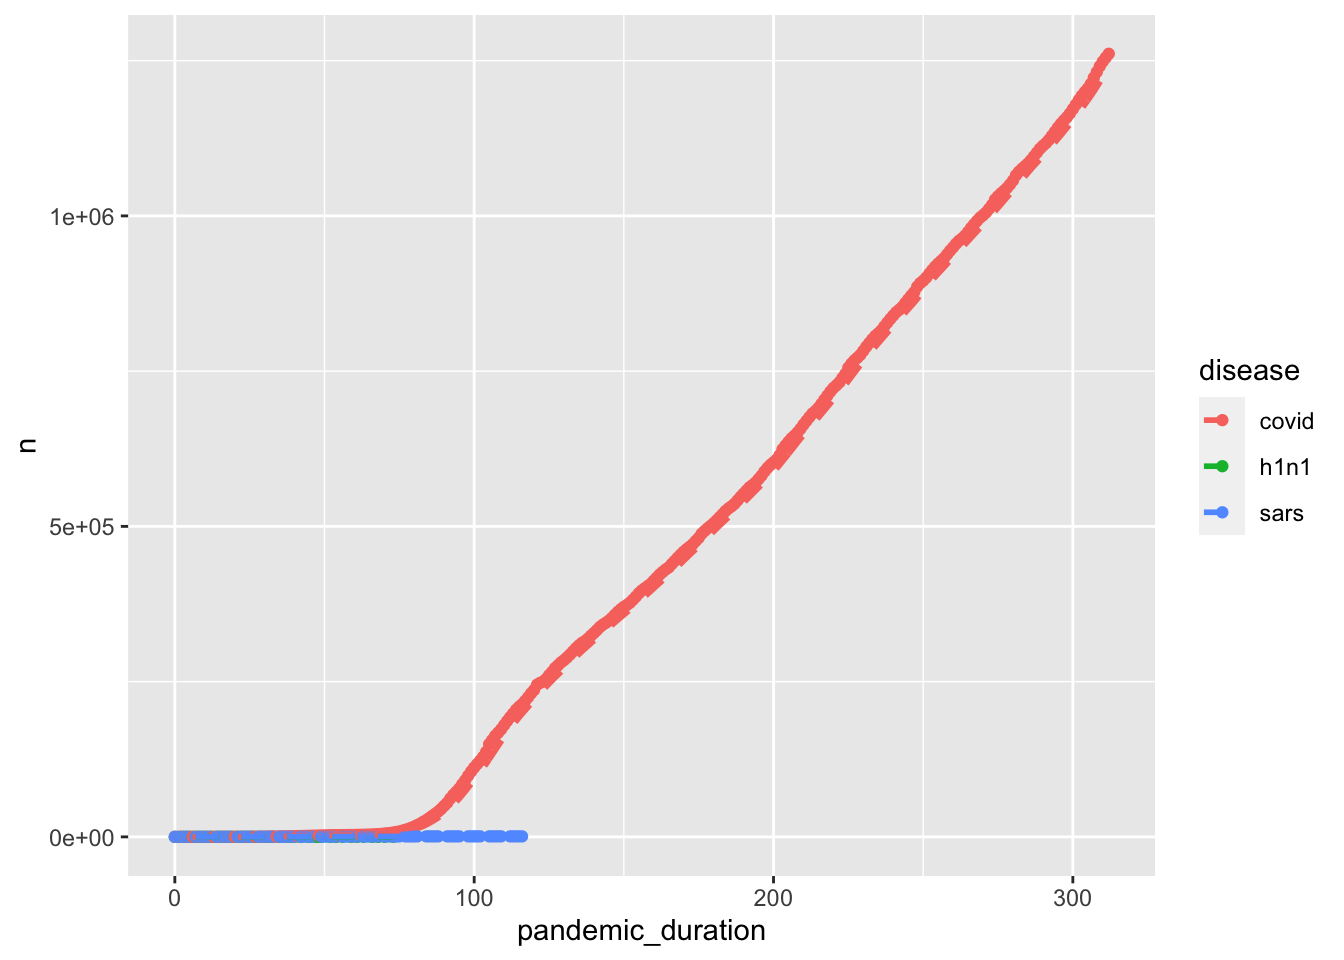 1e+06
5e+05
0e+00
n
0
100
200
300
pandemic_duration
disease
covid
h1n1
sars